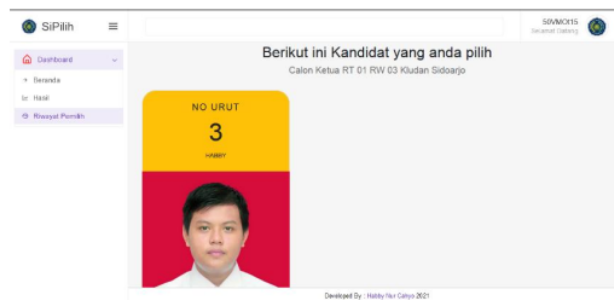 SiPilih
50VMOt15
Selamat Datang
Dashboard
Beranda
Hasil
Riwayat Pemilih
Berikut ini Kandidat yang anda pilih
Calon Ketua RT 01 RW 03 Kludan Sidoarjo
NO URUT
3
HABBY
Developed By : Habby Nur Cahyo 2021